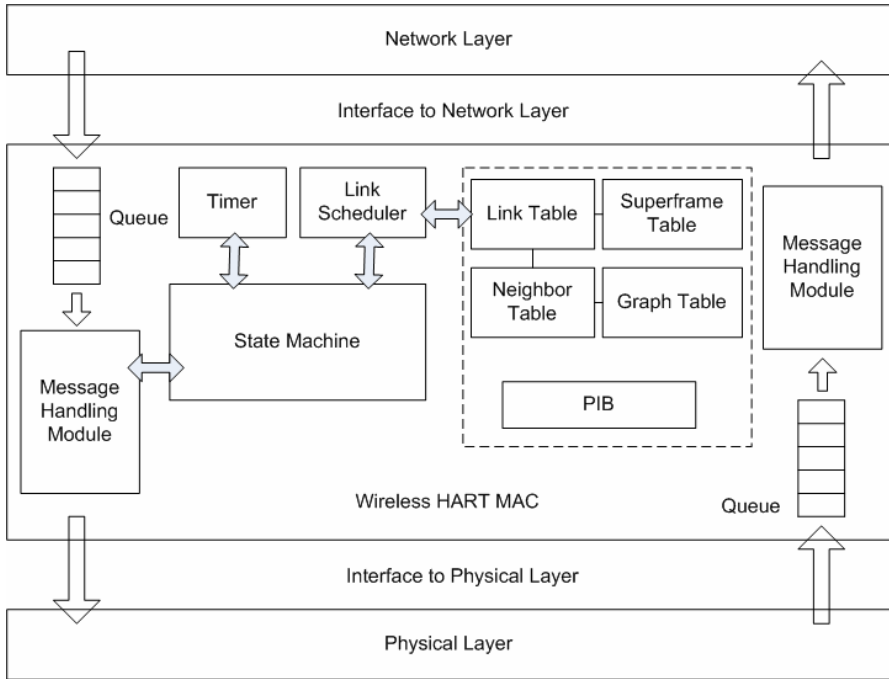 Network Layer
Interface to Network Layer
Queue
Timer
Link
Scheduler
Link Table
Superframe
Table
Message
Handling
Module
Neighbor
Table
Graph Table
State Machine
Message
Handling
Module
PIB
Wireless HART MAC
Queue
Interface to Physical Layer
Physical Layer